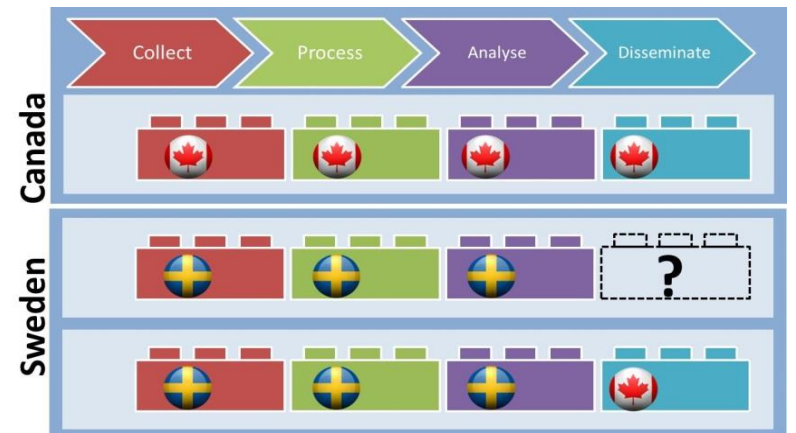 Collect
Process
Analyse
Disseminate
Canada
Sweden
?